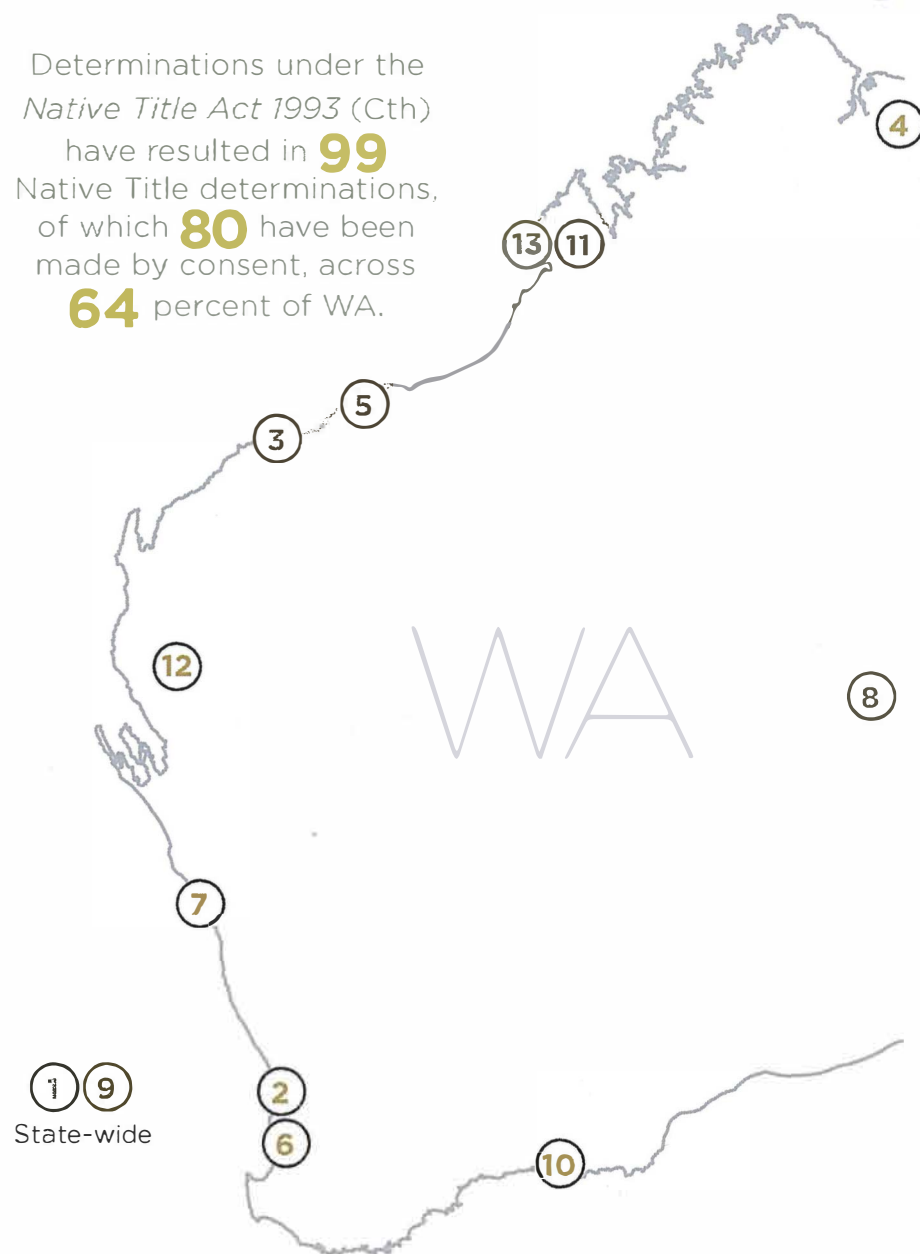 Determinations under the
Native Title Act 1993 (Cth)
have resulted in 99
Native Title determinations,
of which 80 have been
made by consent, across
64 percent of WA.
4
13 11
5
3
WA
12
8
7
1 9
State-wide
2
6
10